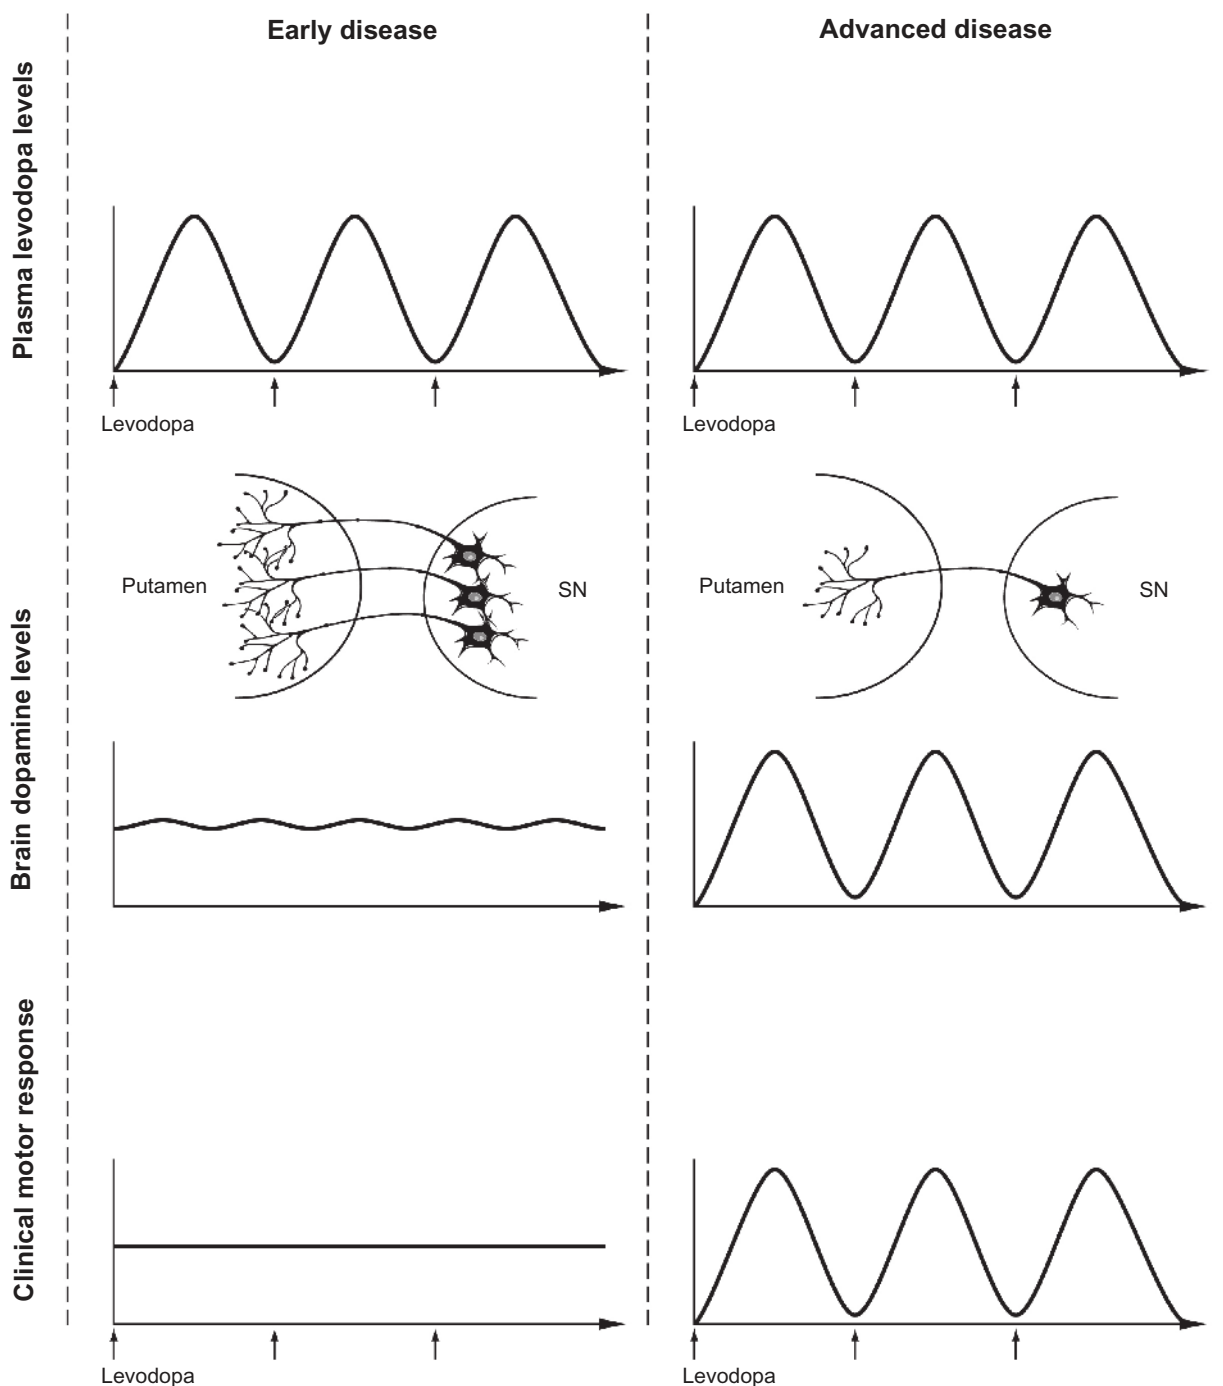 Early disease
Advanced disease
Plasma levodopa levels
Levodopa
Levodopa
Brain dopamine levels
Putamen
SN
Putamen
SN
Clinical motor response
Levodopa
Levodopa